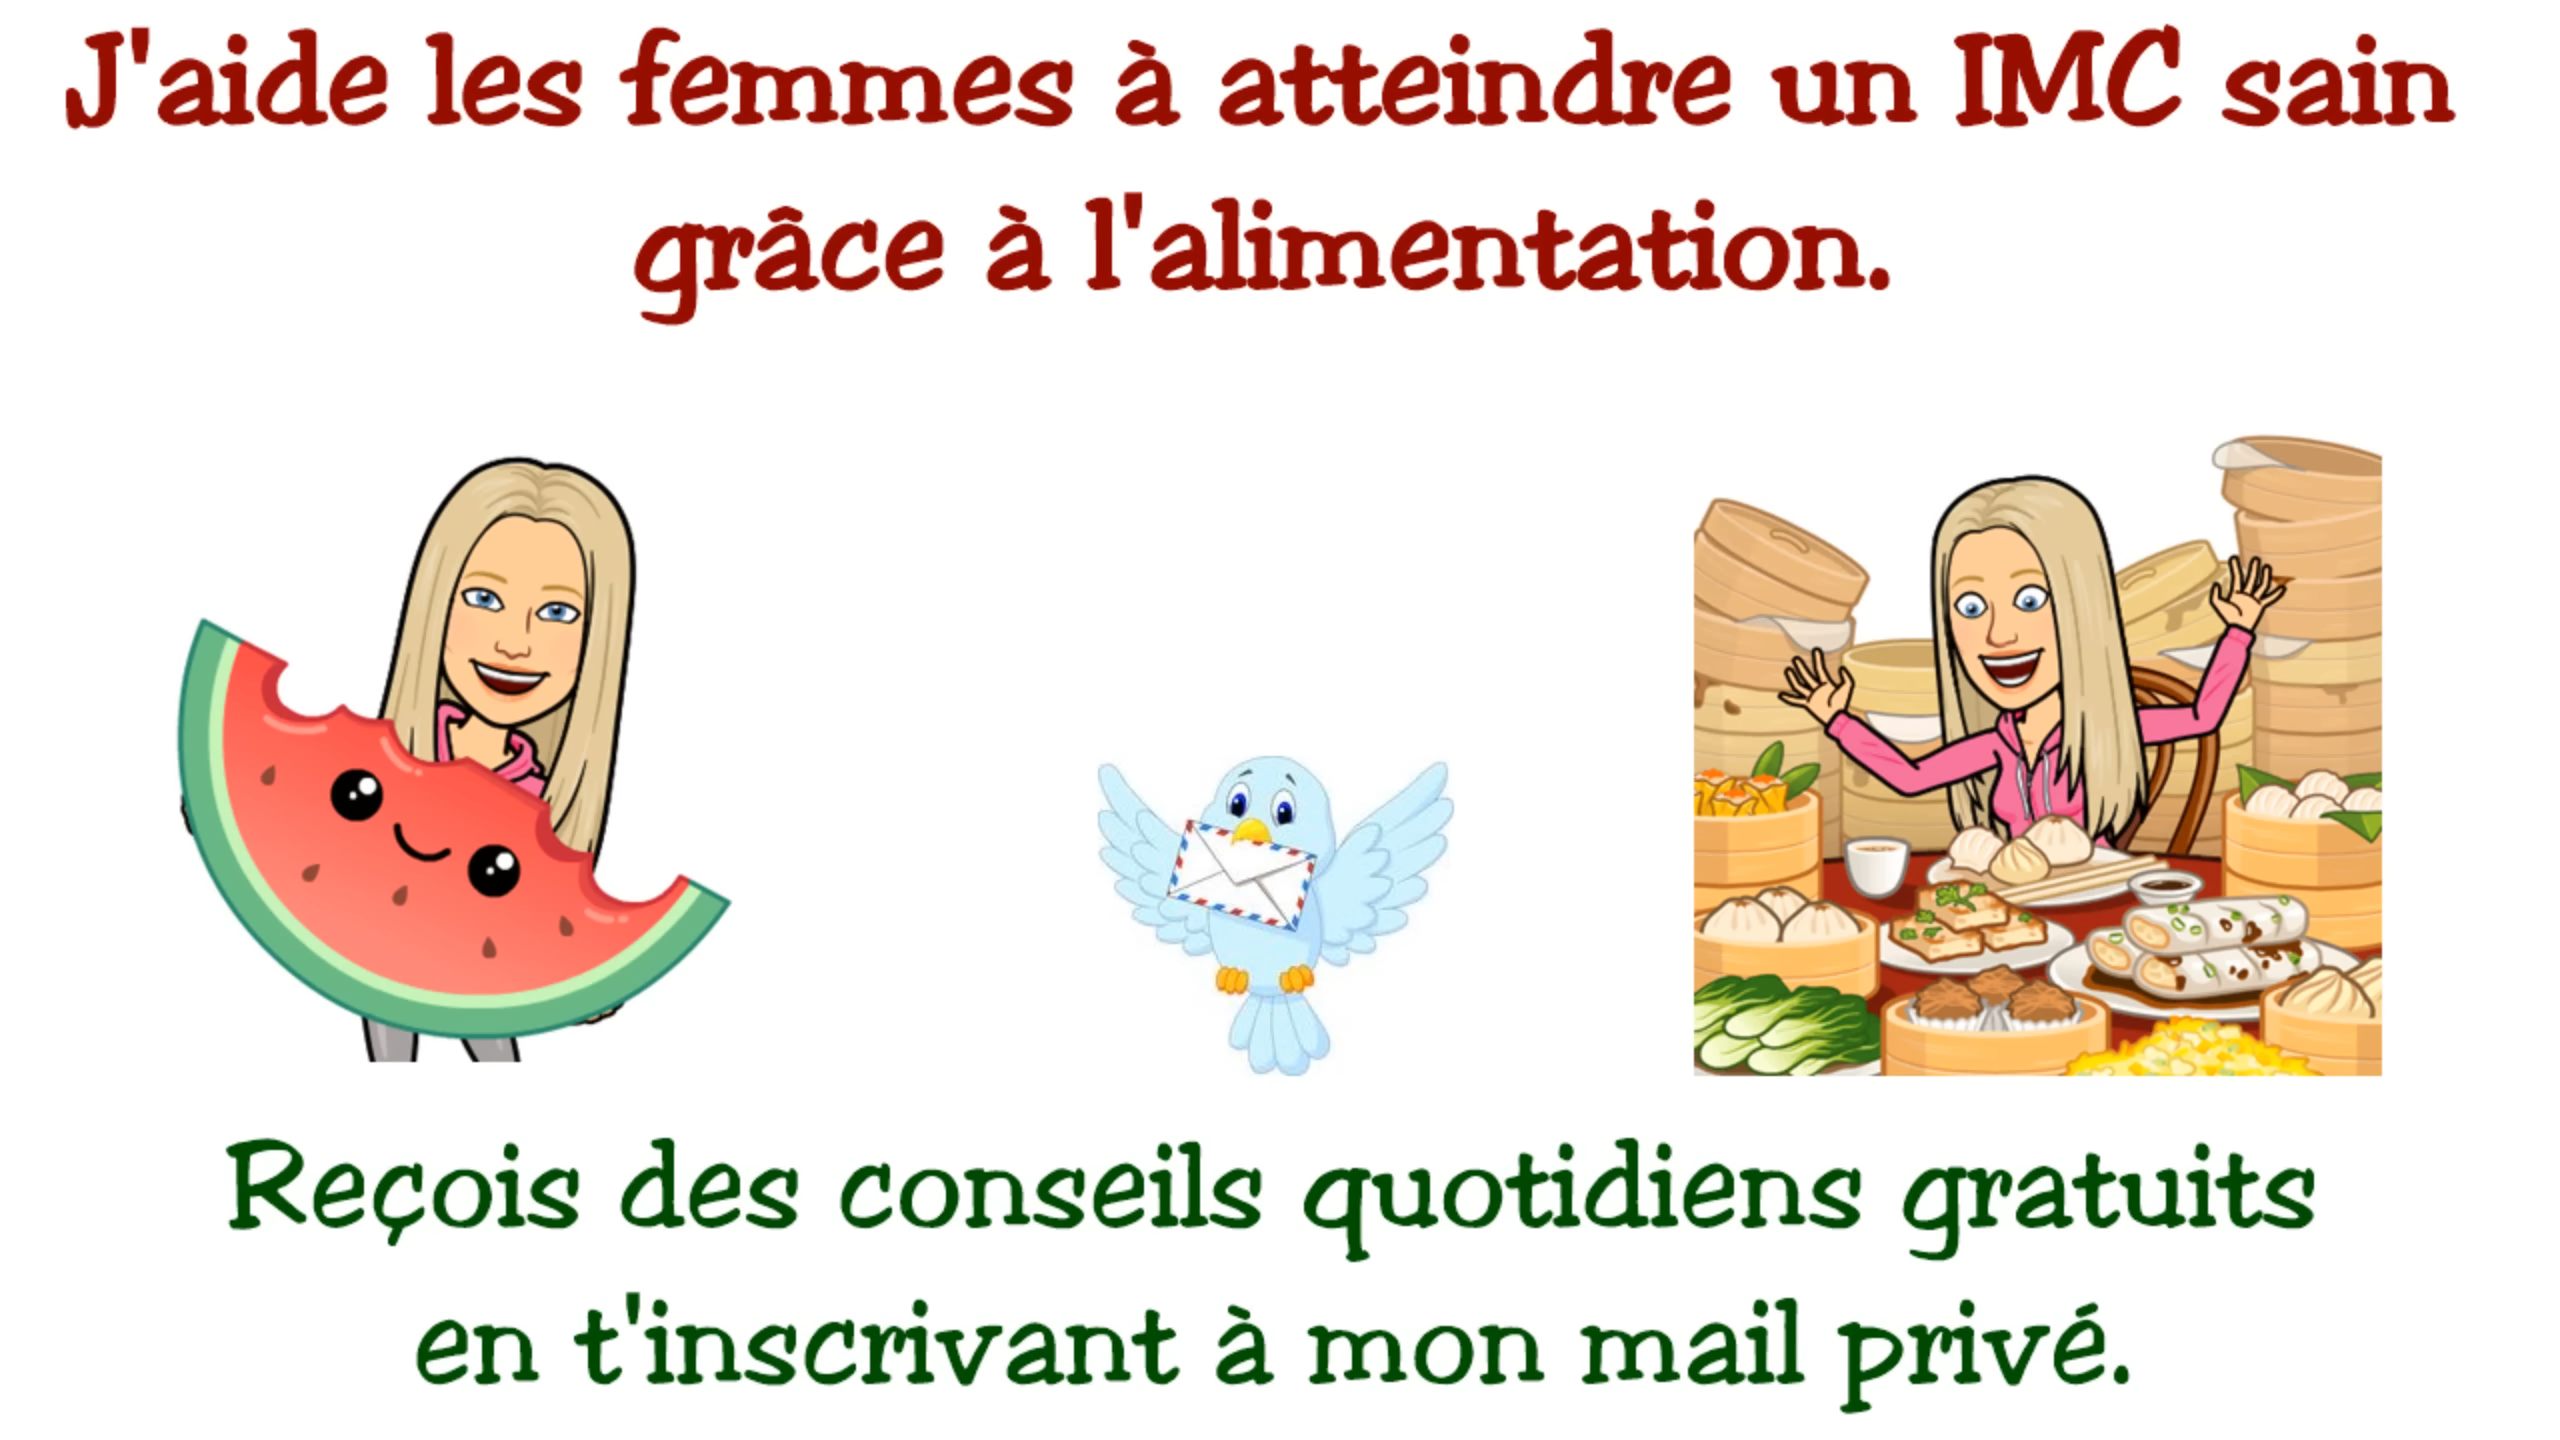 J'aide les femmes à atteindre un IMC sain
grâce à l'alimentation.
Reçois des conseils quotidiens gratuits
en t'inscrivant à mon mail privé.